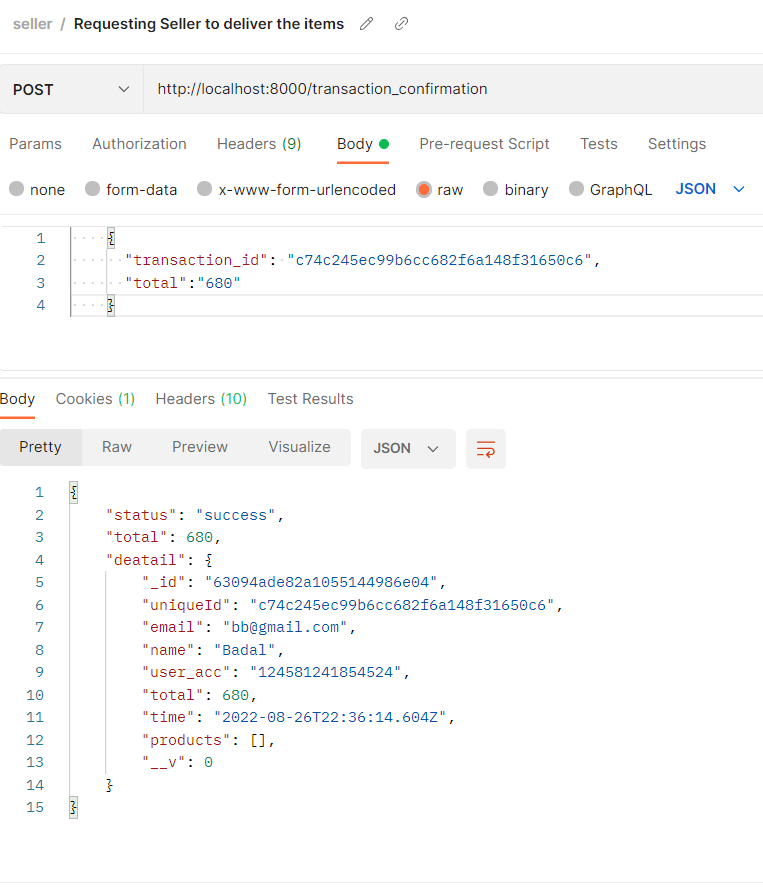 seller / Requesting Seller to deliver the items
POST http://localhost:8000/transaction_confirmation
Params Authorization Headers (9) Body Pre-request Script Tests Settings
none form-data x-www-form-urlencoded raw binary GraphQL JSON
1 {
2 "transaction_id": "c74c245ec99b6cc682f6a148f31650c6",
3 "total":"680"
4 }
Body Cookies (1) Headers (10) Test Results
Pretty Raw Preview Visualize JSON
1 {
2 "status": "success",
3 "total": 680,
4 "deatail": {
5 "_id": "63094ade82a1055144986e04",
6 "uniqueId": "c74c245ec99b6cc682f6a148f31650c6",
7 "email": "bb@gmail.com",
8 "name": "Badal",
9 "user_acc": "124581241854524",
10 "total": 680,
11 "time": "2022-08-26T22:36:14.604Z",
12 "products": [],
13 "__v": 0
14 }
15 }